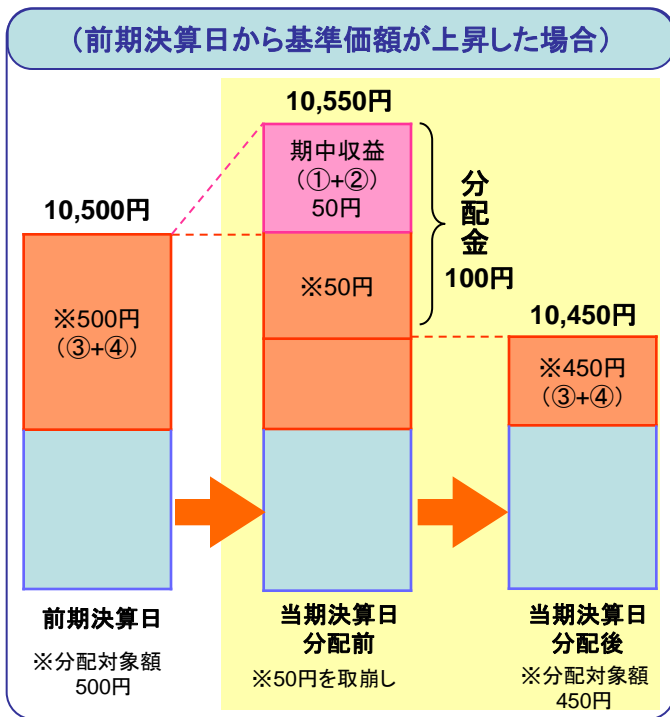 (前期決算日から基準価額が上昇した場合)
10,550円
期中収益
(①+②)
50円
10,500円
分配金
100円
※500円
(③+④)
※50円
10,450円
※450円
(③+④)
前期決算日
当期決算日
分配前
当期決算日
分配後
※分配対象額
500円
※50円を取崩し
※分配対象額
450円